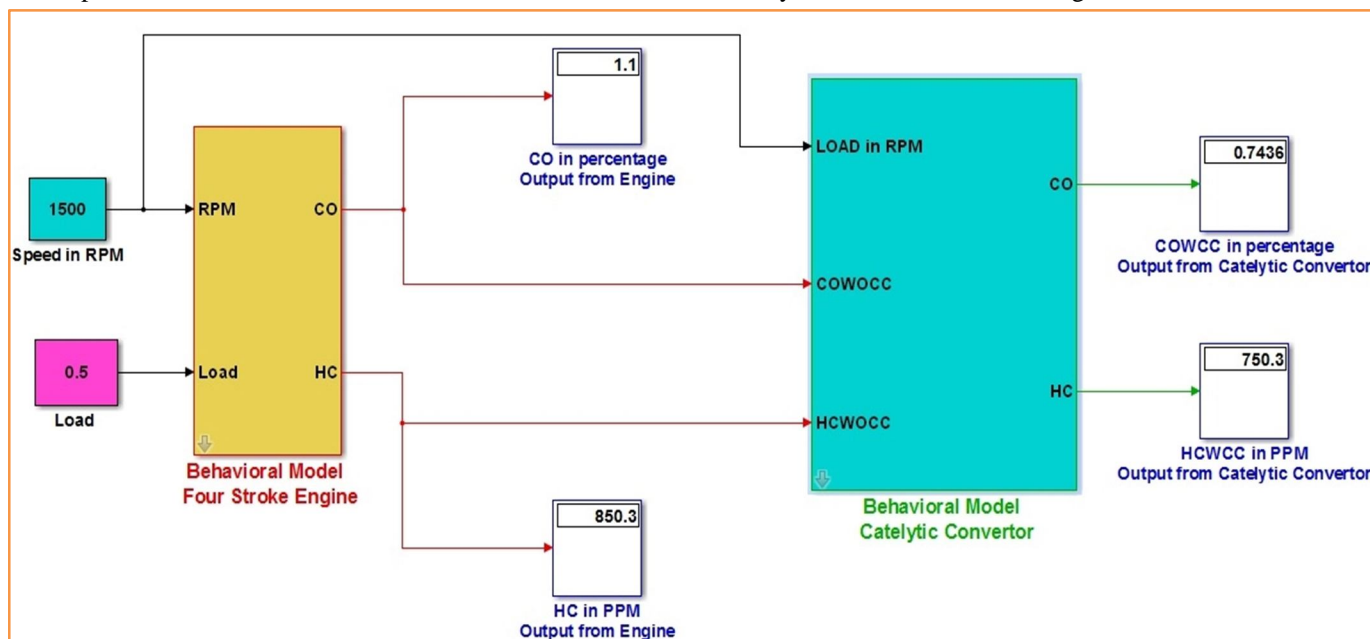 1500
Speed in RPM
0.5
Load
RPM
CO
Load
HC
Behavioral Model
Four Stroke Engine
1.1
CO in percentage
Output from Engine
850.3
HC in PPM
Output from Engine
LOAD in RPM
COWOCC
HCWOCC
CO
HC
Behavioral Model
Catelytic Convertor
0.7436
COWCC in percentage
Output from Catelytic Convertor
750.3
HCWCC in PPM
Output from Catelytic Convertor